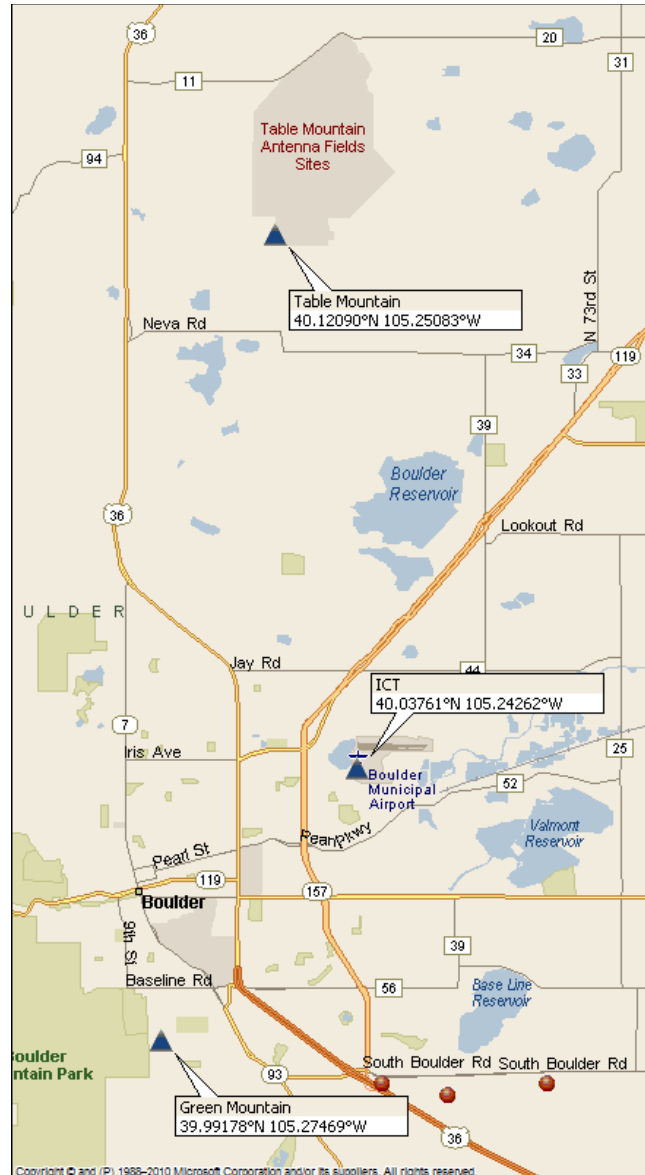 36
20
31
11
Table Mountain
Antenna Fields
Sites
94
Table Mountain
40.12090°N 105.25083°W
N 73rd St
Neva Rd
34
119
33
39
Boulder
Reservoir
36
Lookout Rd
U L D E R
Jay Rd
44
ICT
40.03761°N 105.24262°W
7
Iris Ave
25
Boulder
Municipal
Airport
52
Pearl Pkwy
Valmont
Reservoir
Pearl St
119
157
Boulder
9th St
39
Baseline Rd
56
Base Line
Reservoir
oulder
ntain Park
South Boulder Rd
South Boulder Rd
93
Green Mountain
39.99178°N 105.27469°W
36
Copyright © and (P) 1988–2010 Microsoft Corporation and/or its suppliers. All rights reserved.